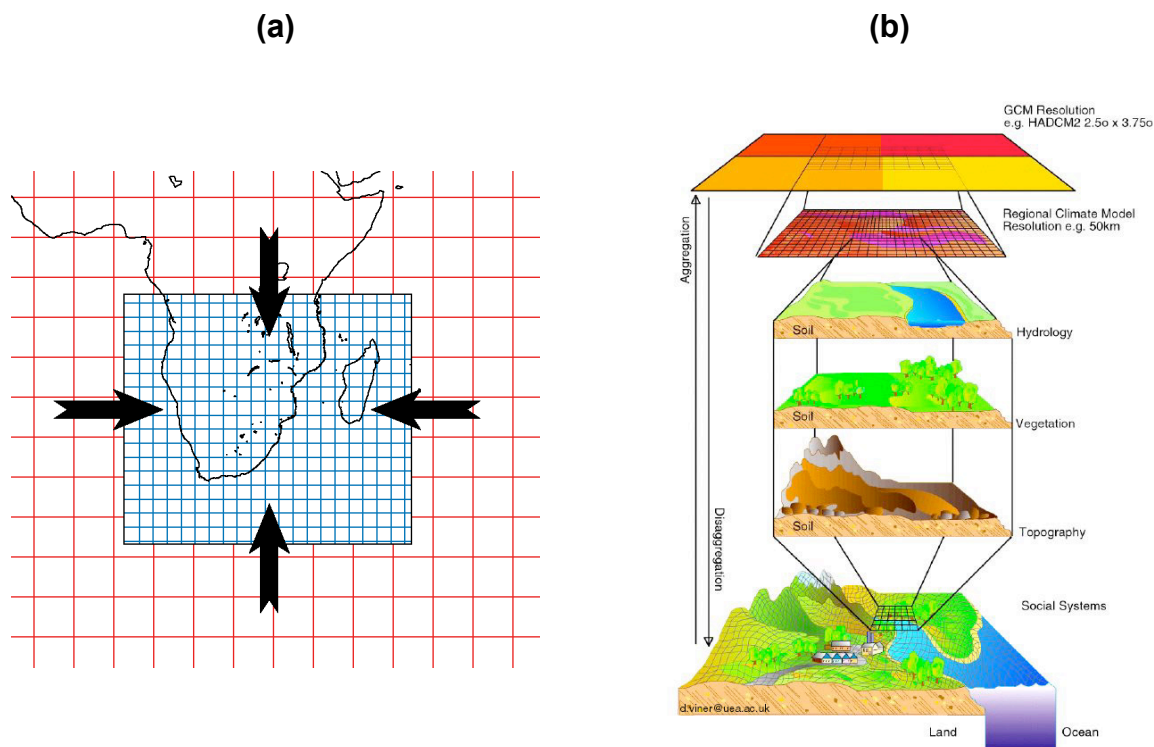 (a)
(b)
GCM Resolution
e.g. HADCM2 2.5o x 3.75o
Regional Climate Model
Resolution e.g. 50km
Aggregation
Soil
Hydrology
Soil
Vegetation
Soil
Topography
Disaggregation
Social Systems
d.viner@uea.ac.uk
Land
Ocean